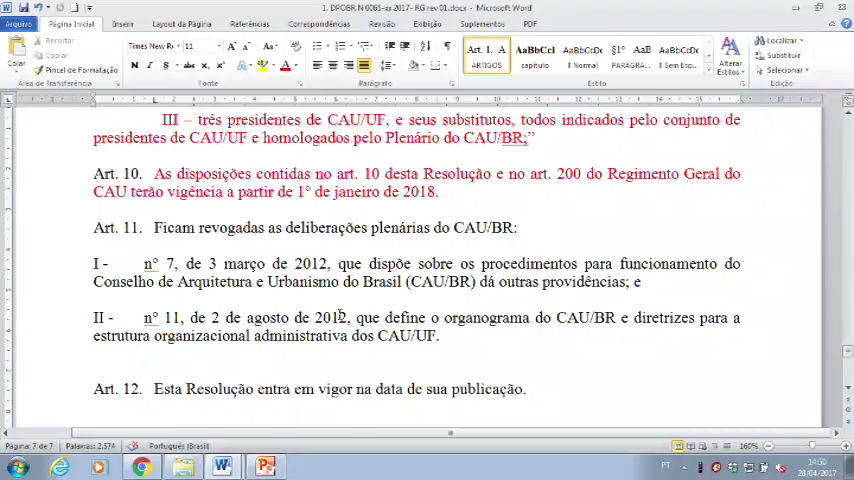 1. DPOBR N 0065-xx 2017 - RG rev 01.docx - Microsoft Word
Arquivo Página Inicial Inserir Layout da Página Referências Correspondências Revisão Exibição Suplementos PDF
Colar
Recortar
Copiar
Pincel de Formatação
Área de Transferência
Times New Ro 11
N I S
Fonte
Parágrafo
Art. 1. A AaBbCcI AaBbCcDc §1° AaB AaBbCcDc
ARTIGOS capitulo PARÁGRA... ¶ Sem Esp...
Alterar Estilos
Estilo
Localizar
Substituir
Selecionar
Edição
III – três presidentes de CAU/UF, e seus substitutos, todos indicados pelo conjunto de
presidentes de CAU/UF e homologados pelo Plenário do CAU/BR;”
Art. 10. As disposições contidas no art. 10 desta Resolução e no art. 200 do Regimento Geral do
CAU terão vigência a partir de 1° de janeiro de 2018.
Art. 11. Ficam revogadas as deliberações plenárias do CAU/BR:
I - n° 7, de 3 março de 2012, que dispõe sobre os procedimentos para funcionamento do
Conselho de Arquitetura e Urbanismo do Brasil (CAU/BR) dá outras providências; e
II - n° 11, de 2 de agosto de 2012, que define o organograma do CAU/BR e diretrizes para a
estrutura organizacional administrativa dos CAU/UF.
Art. 12. Esta Resolução entra em vigor na data de sua publicação.
Página: 7 de 7 Palavras: 2.574 Português (Brasil) 160%
PT
28/04/2017